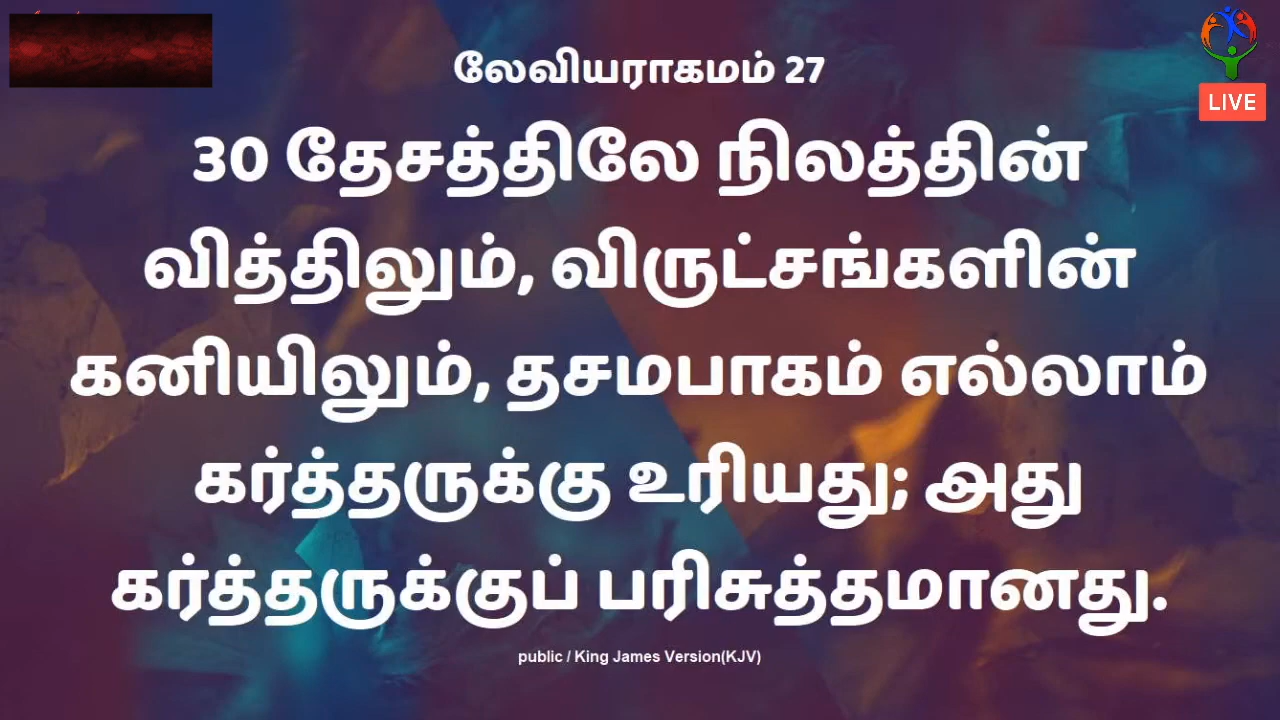 லேவியராகமம் 27
LIVE
30 தேசத்திலே நிலத்தின்
வித்திலும், விருட்சங்களின்
கனியிலும், தசமபாகம் எல்லாம்
கர்த்தருக்கு உரியது; அது
கர்த்தருக்குப் பரிசுத்தமானது.
public / King James Version(KJV)